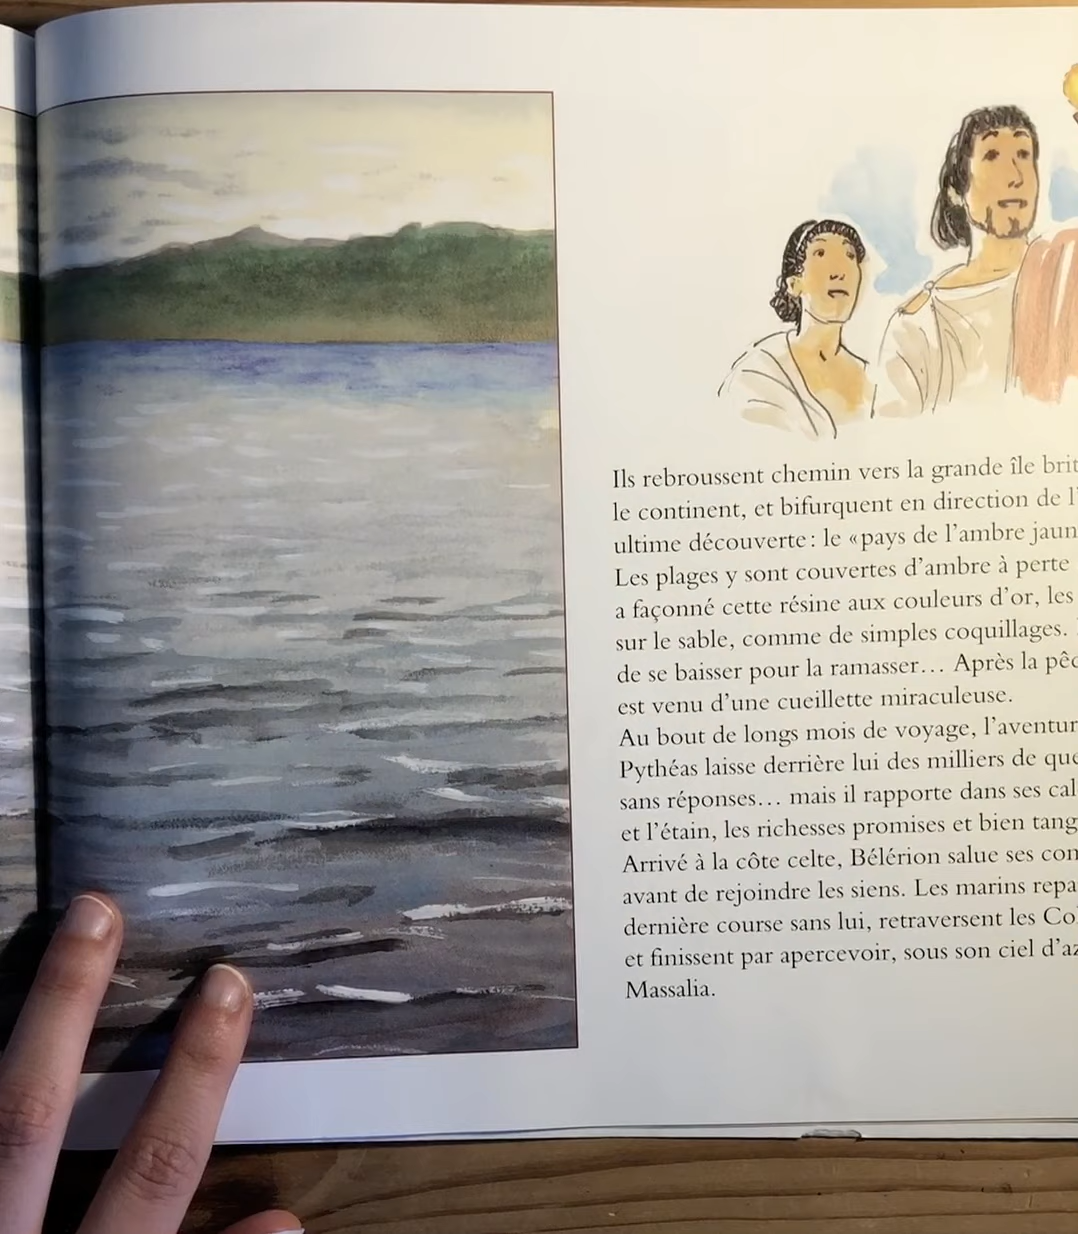 Ils rebroussent chemin vers la grande île
le continent, et bifurquent en direction de
ultime découverte : le « pays de l'ambre
Les plages y sont couvertes d'ambre à perte
a façonné cette résine aux couleurs d'or, les
sur le sable, comme de simples coquillages.
de se baisser pour la ramasser… Après la
est venu d'une cueillette miraculeuse.
Au bout de longs mois de voyage,
Pythéas laisse derrière lui des milliers de
sans réponses… mais il rapporte dans ses
et l'étain, les richesses promises et bien
Arrivé à la côte celte, Bélérion salue ses
avant de rejoindre les siens. Les marins
dernière course sans lui, retraversent les
et finissent par apercevoir, sous son ciel
Massalia.